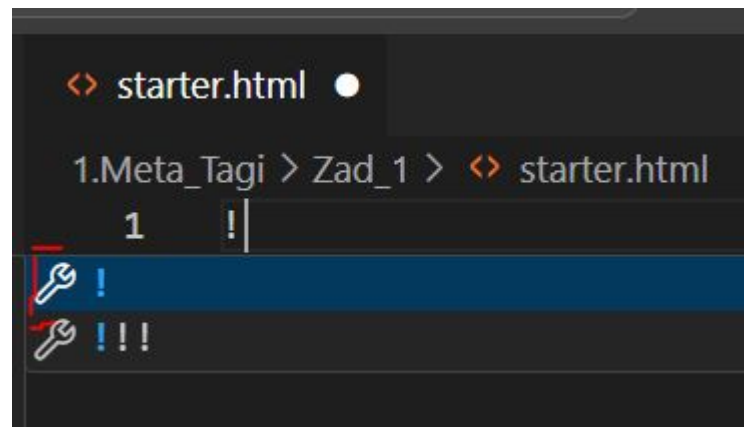 <> starter.html ●
1.Meta_Tagi > Zad_1 > <> starter.html
1 !
!
!!!